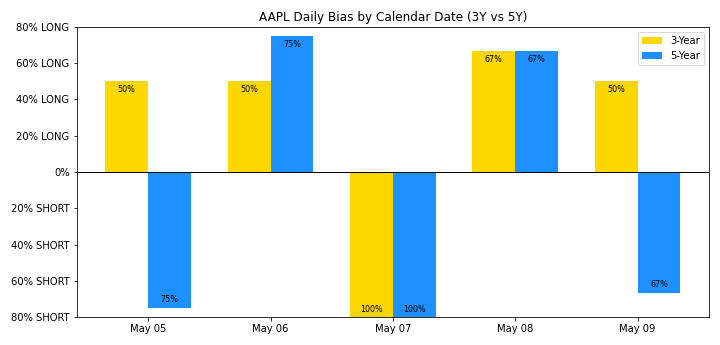 AAPL Daily Bias by Calendar Date (3Y vs 5Y)
80% LONG
60% LONG
40% LONG
20% LONG
0%
20% SHORT
40% SHORT
60% SHORT
80% SHORT
3-Year
5-Year
50%
75%
50%
75%
100%
100%
67%
67%
50%
67%
May 05
May 06
May 07
May 08
May 09